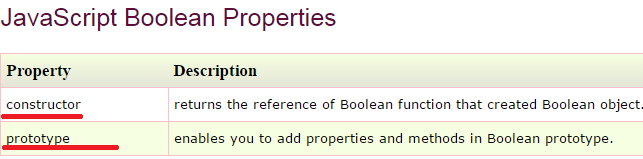 JavaScript Boolean Properties
Property Description
constructor returns the reference of Boolean function that created Boolean object.
prototype enables you to add properties and methods in Boolean prototype.